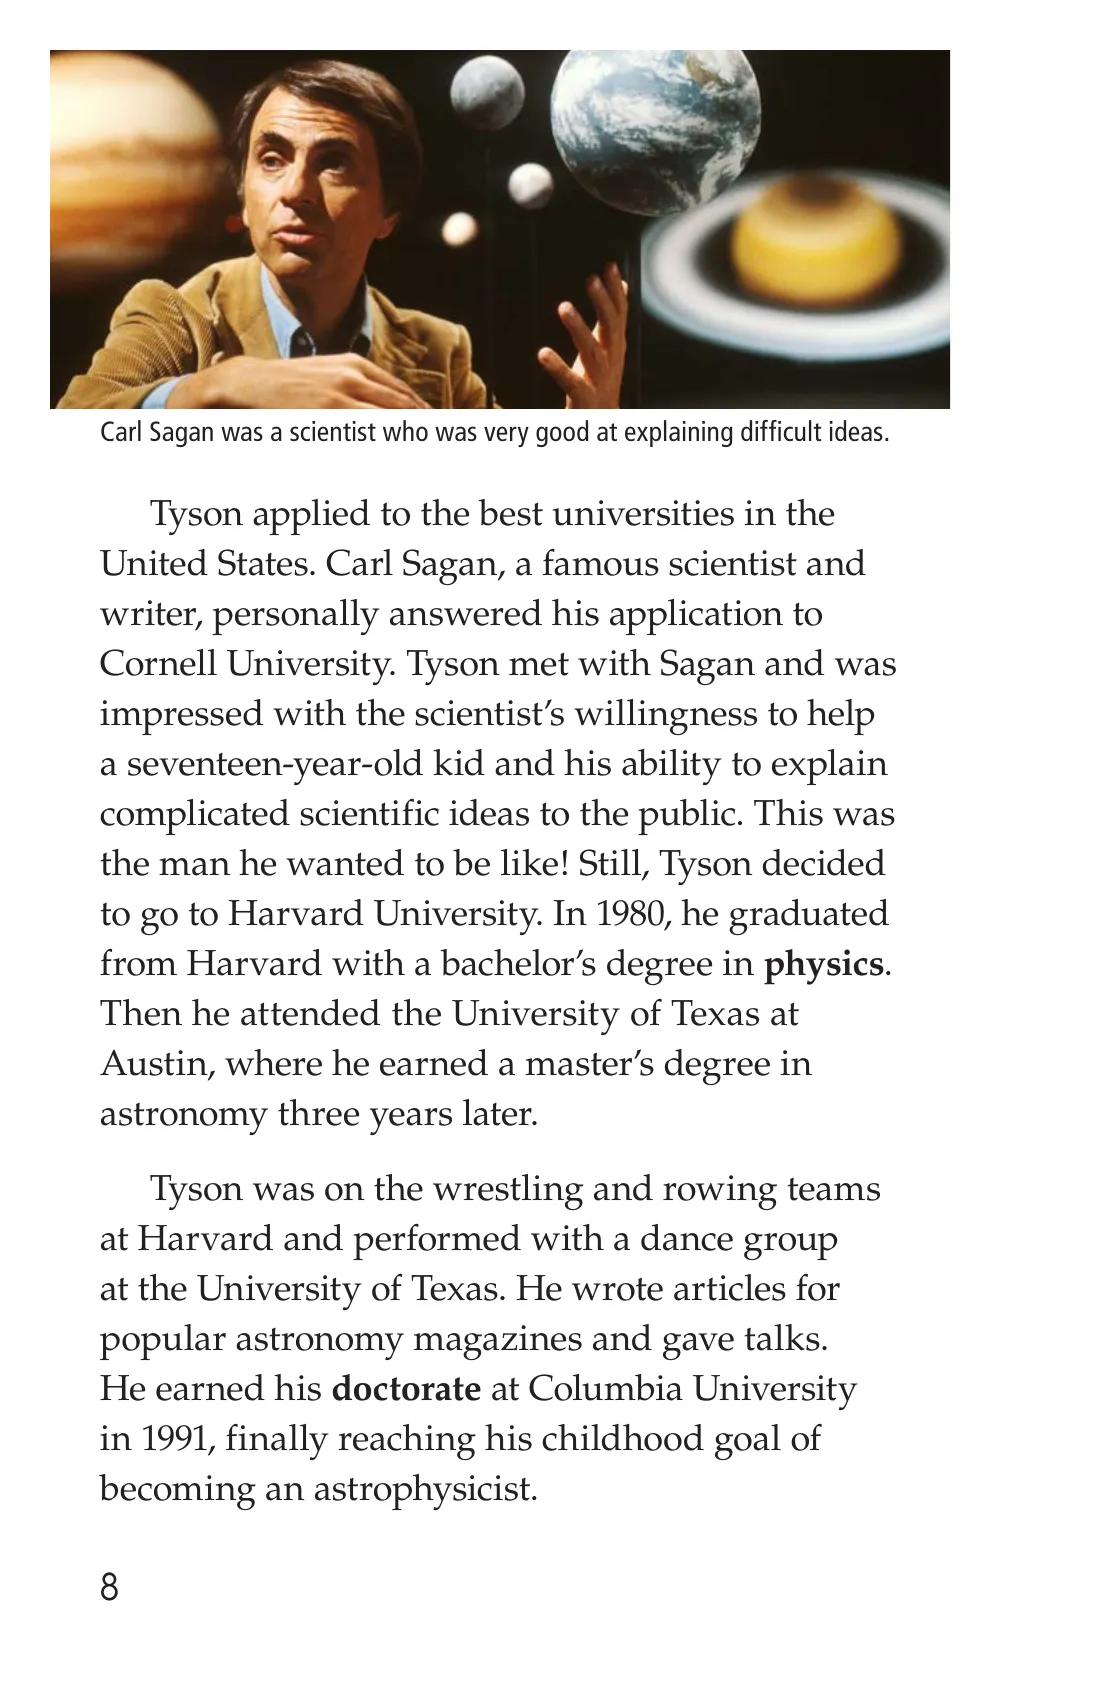 Carl Sagan was a scientist who was very good at explaining difficult ideas.
Tyson applied to the best universities in the
United States. Carl Sagan, a famous scientist and
writer, personally answered his application to
Cornell University. Tyson met with Sagan and was
impressed with the scientist’s willingness to help
a seventeen-year-old kid and his ability to explain
complicated scientific ideas to the public. This was
the man he wanted to be like! Still, Tyson decided
to go to Harvard University. In 1980, he graduated
from Harvard with a bachelor’s degree in physics.
Then he attended the University of Texas at
Austin, where he earned a master’s degree in
astronomy three years later.
Tyson was on the wrestling and rowing teams
at Harvard and performed with a dance group
at the University of Texas. He wrote articles for
popular astronomy magazines and gave talks.
He earned his doctorate at Columbia University
in 1991, finally reaching his childhood goal of
becoming an astrophysicist.
8